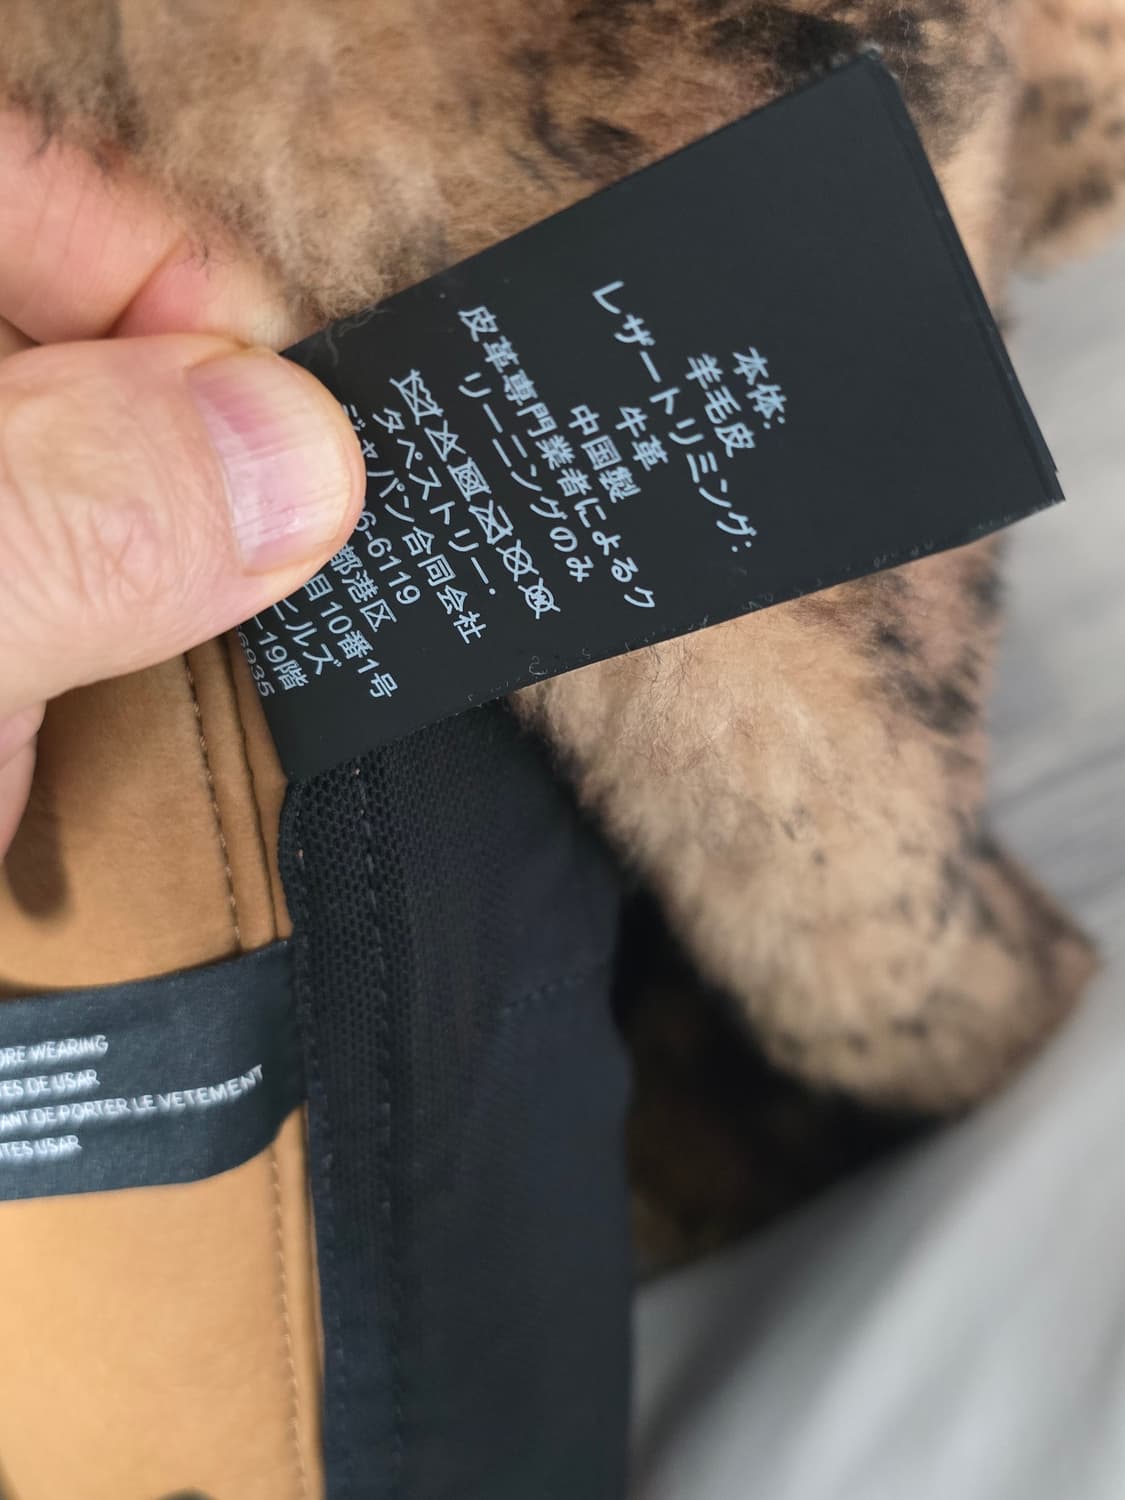 本体:
羊毛皮
レザートリミング:
牛革
中国製
皮革専門業者によるク
リーニングのみ
タペストリー・
ジャパン合同会社
6-6119
都港区
目10番1号
ヒルズ
19階
6935
ORE WEARING
TES DE USAR
ANT DE PORTER LE VETEMENT
TES USAR